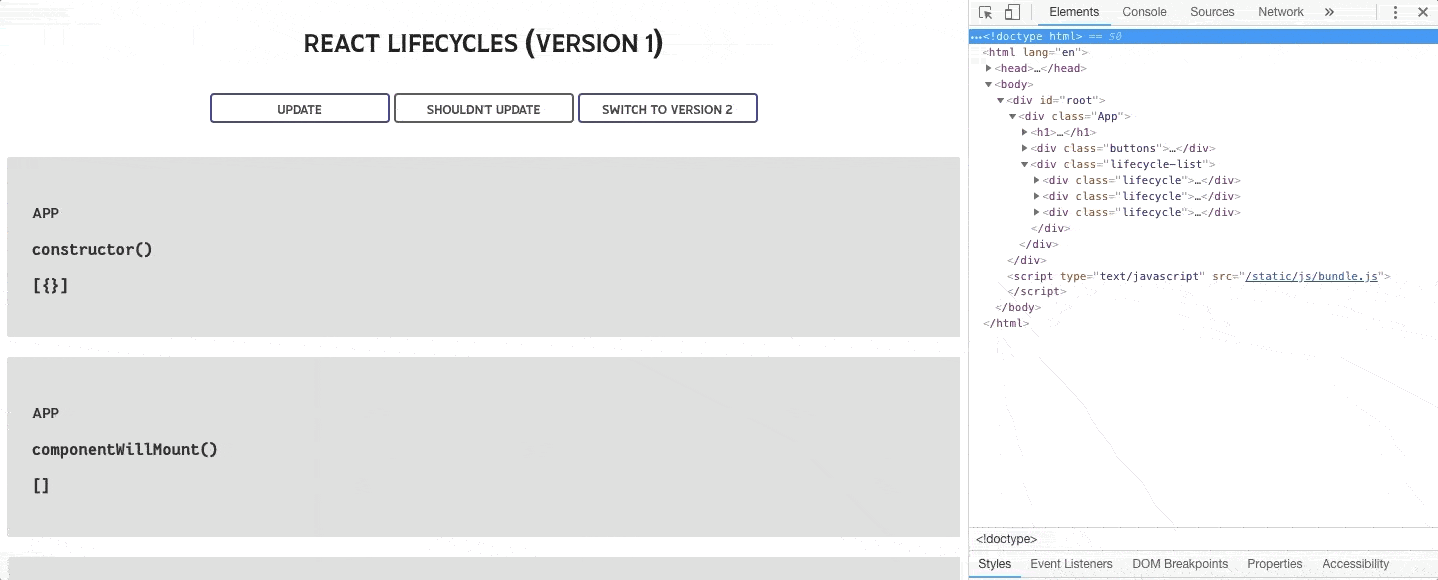 REACT LIFECYCLES (VERSION 1)
UPDATE
SHOULDN'T UPDATE
SWITCH TO VERSION 2
APP
constructor()
[{}]
APP
componentWillMount()
[]
Elements Console Sources Network »
…<!doctype html> == $0
<html lang="en">
<head>…</head>
<body>
<div id="root">
<div class="App">
<h1>…</h1>
<div class="buttons">…</div>
<div class="lifecycle-list">
<div class="lifecycle">…</div>
<div class="lifecycle">…</div>
<div class="lifecycle">…</div>
</div>
</div>
</div>
<script type="text/javascript" src="/static/js/bundle.js">
</script>
</body>
</html>
<!doctype>
Styles Event Listeners DOM Breakpoints Properties Accessibility